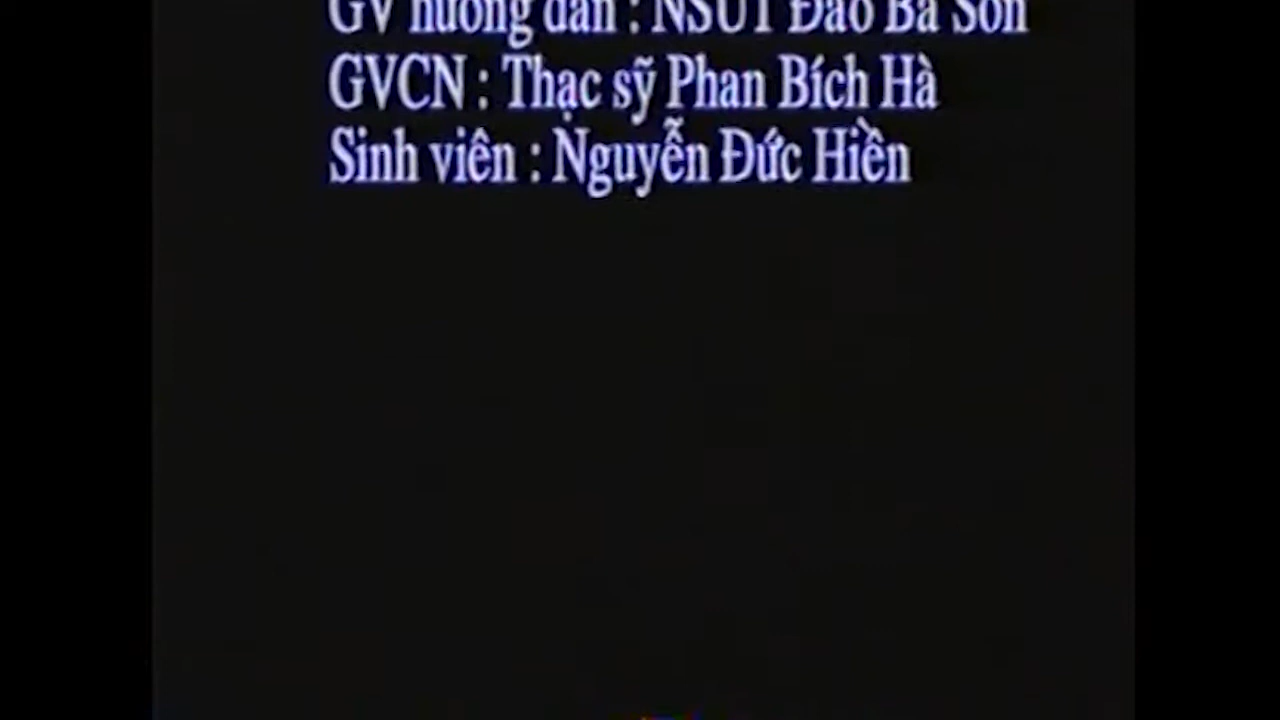 GV hướng dẫn : NSUT Đào Bá Sơn
GVCN : Thạc sỹ Phan Bích Hà
Sinh viên : Nguyễn Đức Hiền